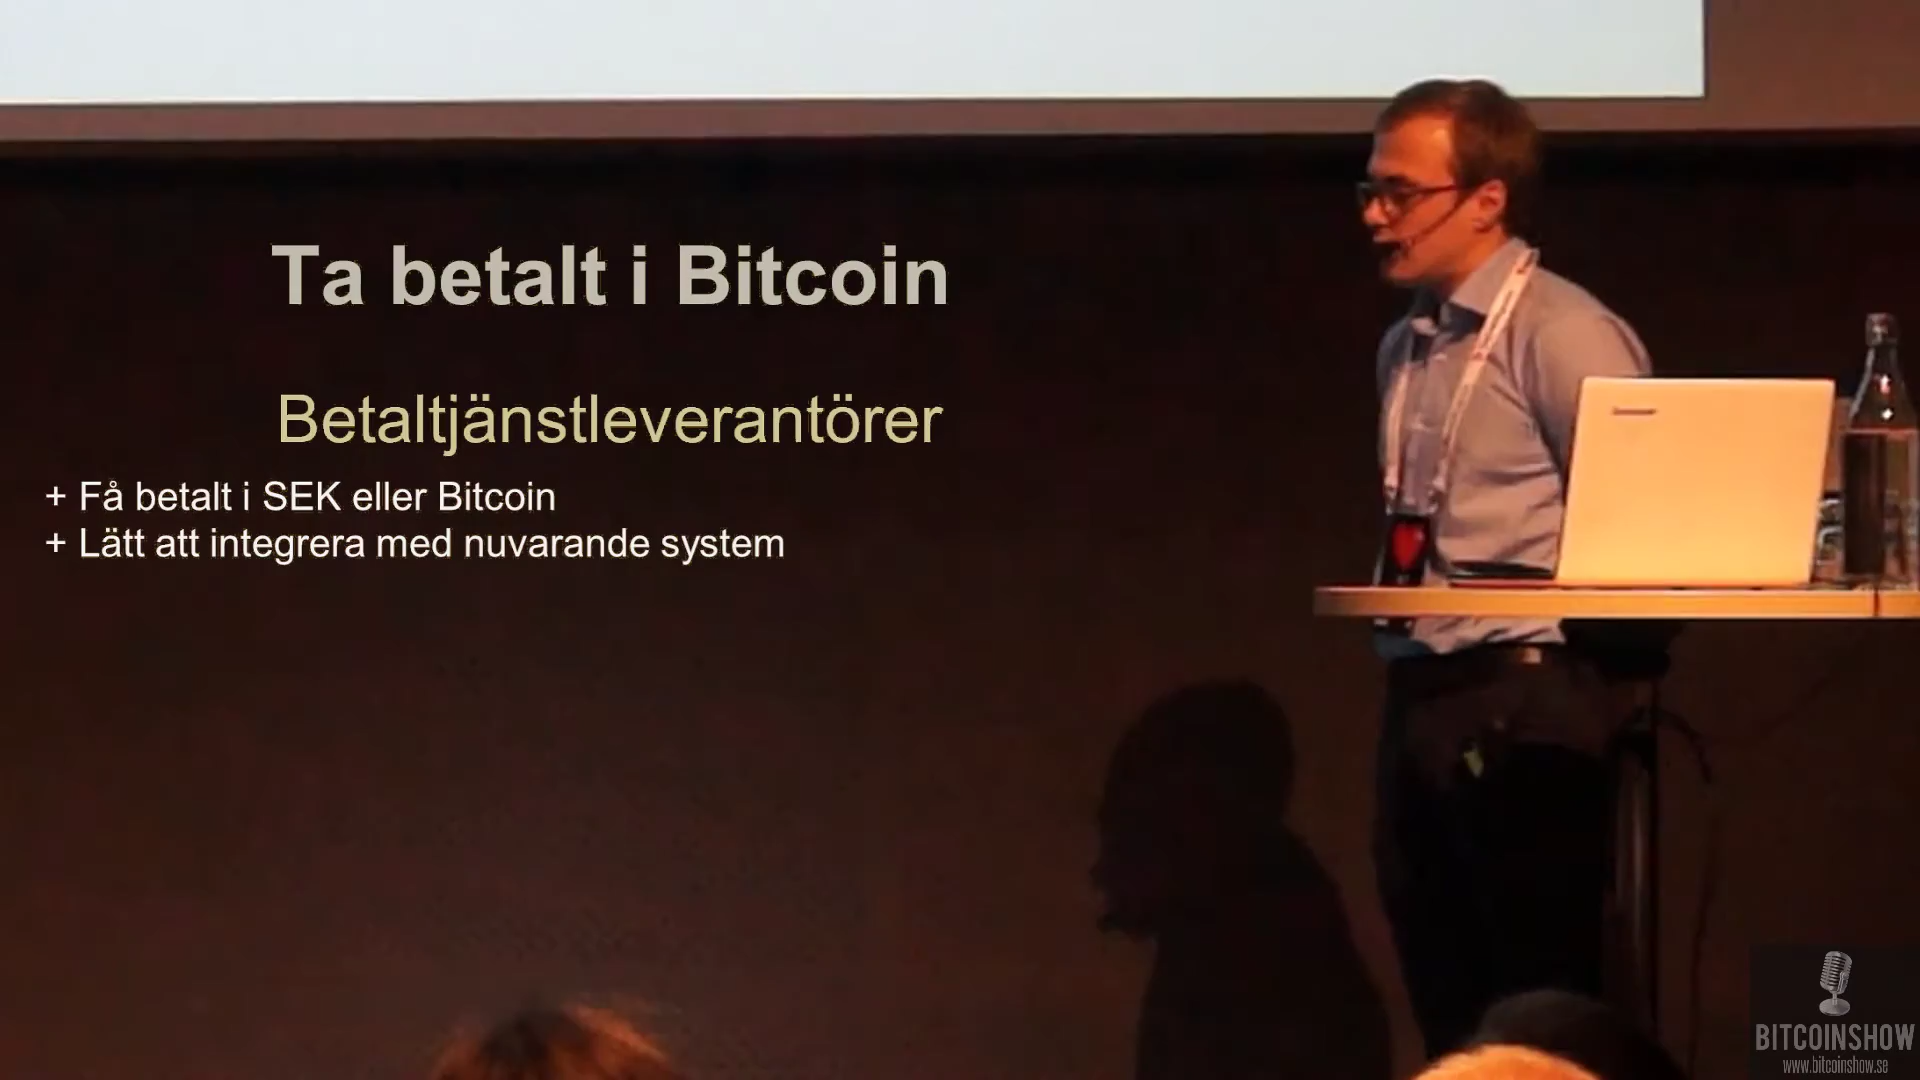 Ta betalt i Bitcoin
Betaltjänstleverantörer
+ Få betalt i SEK eller Bitcoin
+ Lätt att integrera med nuvarande system
BITCOINSHOW
www.bitcoinshow.se